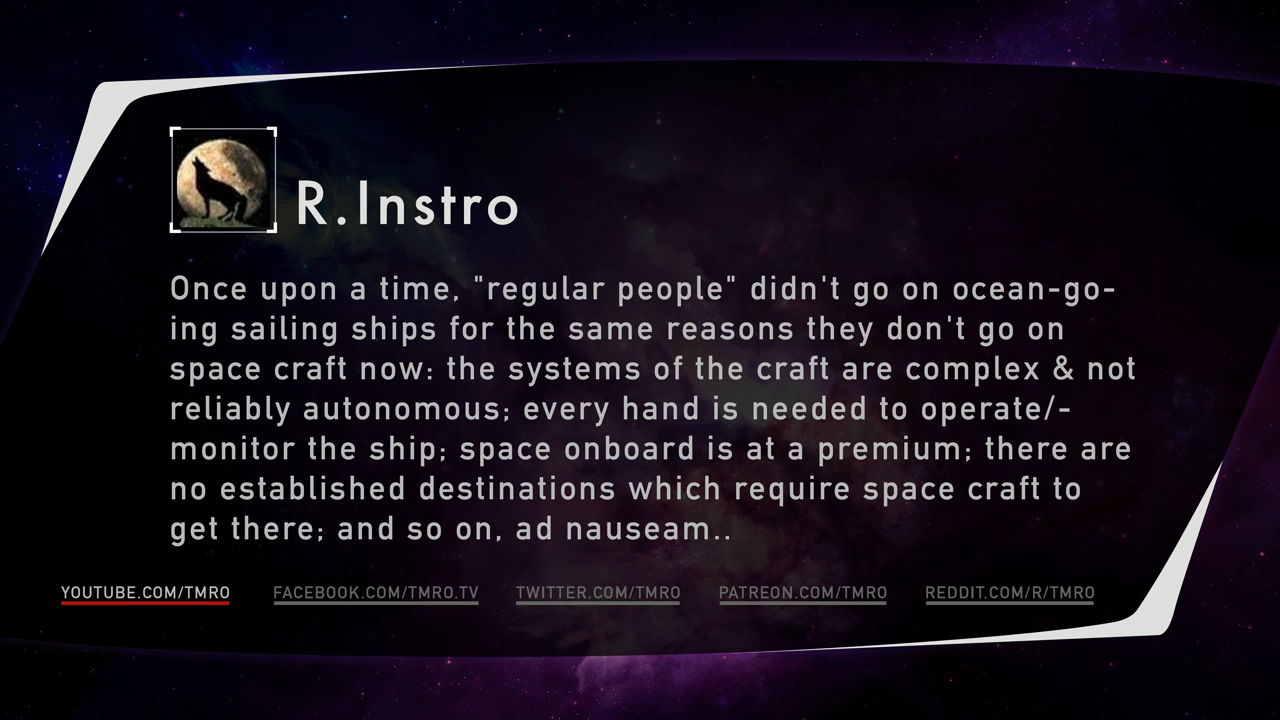 R.Instro
Once upon a time, "regular people" didn't go on ocean-go-
ing sailing ships for the same reasons they don't go on
space craft now: the systems of the craft are complex & not
reliably autonomous; every hand is needed to operate/-
monitor the ship; space onboard is at a premium; there are
no established destinations which require space craft to
get there; and so on, ad nauseam..
YOUTUBE.COM/TMRO FACEBOOK.COM/TMRO.TV TWITTER.COM/TMRO PATREON.COM/TMRO REDDIT.COM/R/TMRO